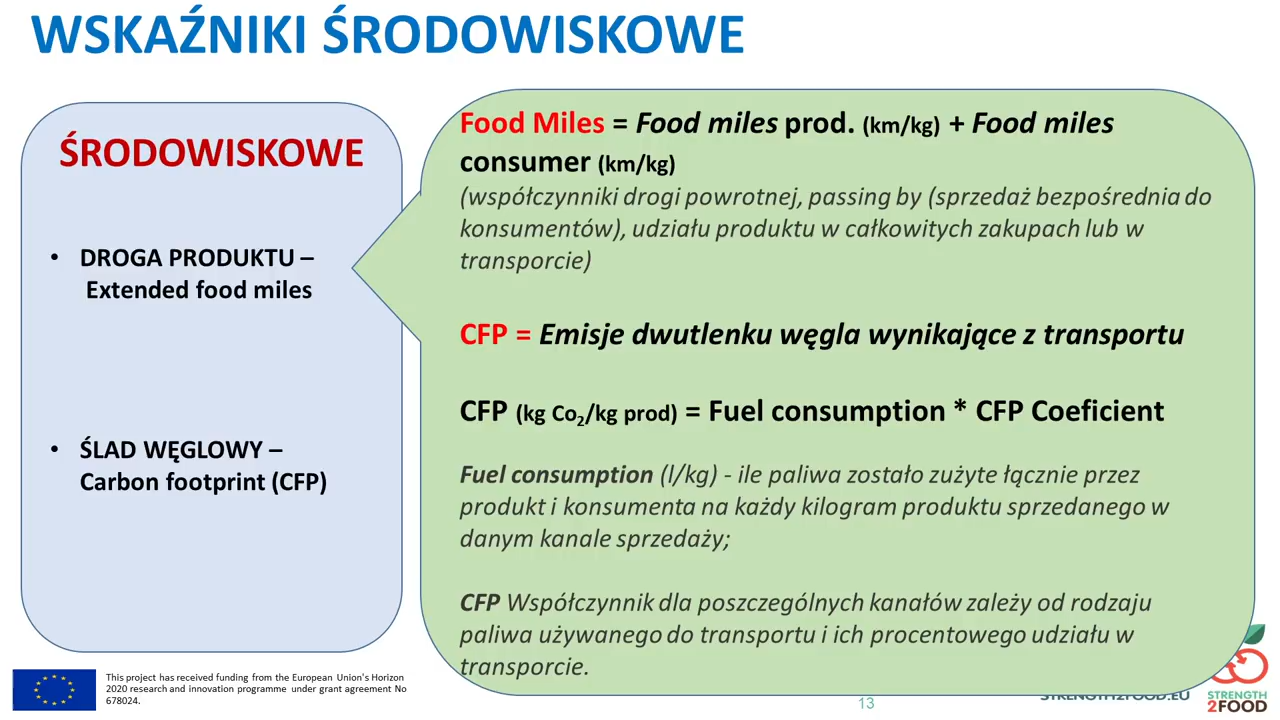 WSKAŹNIKI ŚRODOWISKOWE
ŚRODOWISKOWE
• DROGA PRODUKTU –
Extended food miles
• ŚLAD WĘGLOWY –
Carbon footprint (CFP)
Food Miles = Food miles prod. (km/kg) + Food miles
consumer (km/kg)
(współczynniki drogi powrotnej, passing by (sprzedaż bezpośrednia do
konsumentów), udziału produktu w całkowitych zakupach lub w
transporcie)
CFP = Emisje dwutlenku węgla wynikające z transportu
CFP (kg Co₂/kg prod) = Fuel consumption * CFP Coeficient
Fuel consumption (l/kg) - ile paliwa zostało zużyte łącznie przez
produkt i konsumenta na każdy kilogram produktu sprzedanego w
danym kanale sprzedaży;
CFP Współczynnik dla poszczególnych kanałów zależy od rodzaju
paliwa używanego do transportu i ich procentowego udziału w
transporcie.
This project has received funding from the European Union's Horizon
2020 research and innovation programme under grant agreement No
678024.
13
STRENGTH2FOOD.EU
STRENGTH
2FOOD